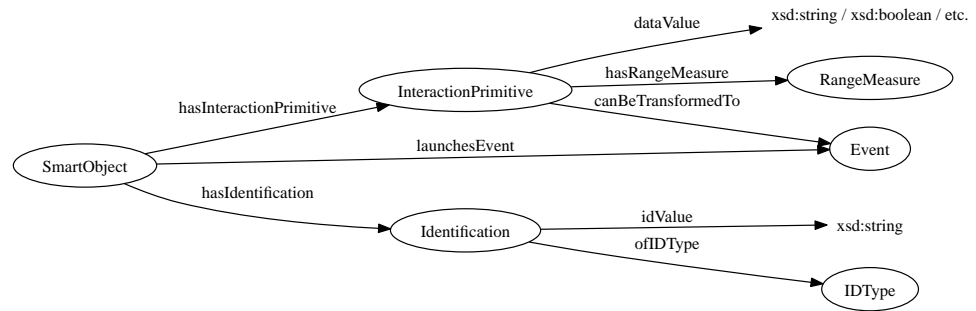 dataValue
xsd:string / xsd:boolean / etc.
hasRangeMeasure
RangeMeasure
InteractionPrimitive
canBeTransformedTo
hasInteractionPrimitive
launchesEvent
Event
SmartObject
hasIdentification
idValue
xsd:string
Identification
ofIDType
IDType